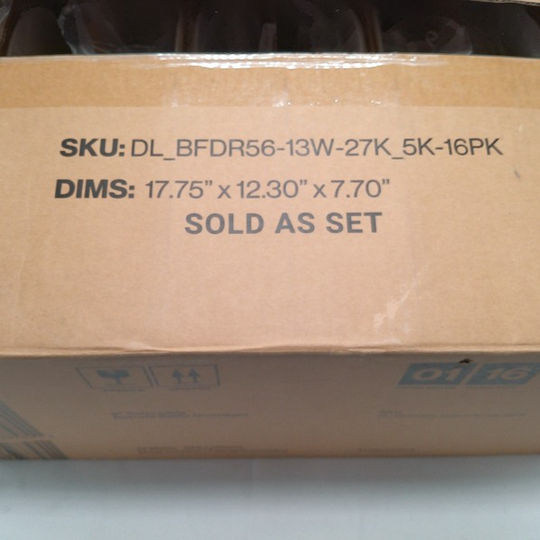 SKU: DL_BFDR56-13W-27K_5K-16PK
DIMS: 17.75” x 12.30” x 7.70”
SOLD AS SET
01 16